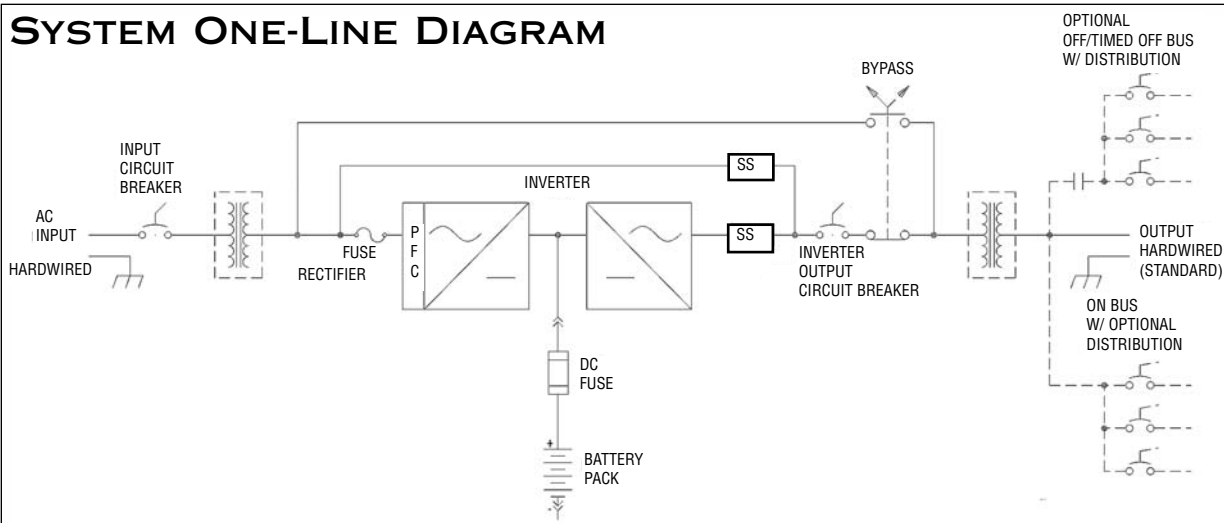 SYSTEM ONE-LINE DIAGRAM
OPTIONAL
OFF/TIMED OFF BUS
W/ DISTRIBUTION
BYPASS
INPUT
CIRCUIT
BREAKER
SS
INVERTER
AC
INPUT
HARDWIRED
FUSE
RECTIFIER
P
F
C
SS
INVERTER
OUTPUT
CIRCUIT BREAKER
OUTPUT
HARDWIRED
(STANDARD)
ON BUS
W/ OPTIONAL
DISTRIBUTION
DC
FUSE
+
BATTERY
PACK
-